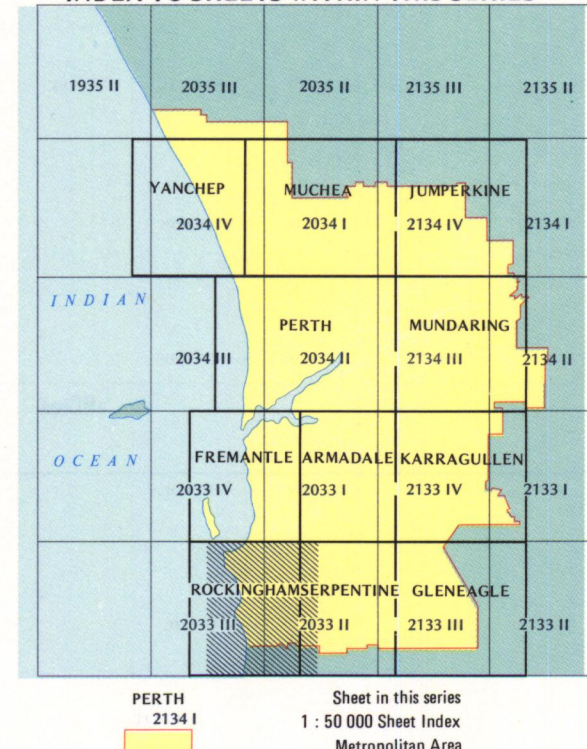 1935 II 2035 III 2035 II 2135 III 2135 II
YANCHEP MUCHEA JUMPERKINE
2034 IV 2034 I 2134 IV 2134 I
INDIAN
PERTH MUNDARING
2034 III 2034 II 2134 III 2134 II
OCEAN
FREMANTLE ARMADALE KARRAGULLEN
2033 IV 2033 I 2133 IV 2133 I
ROCKINGHAM SERPENTINE GLENEAGLE
2033 III 2033 II 2133 III 2133 II
PERTH Sheet in this series
2134 I 1 : 50 000 Sheet Index
Metropolitan Area